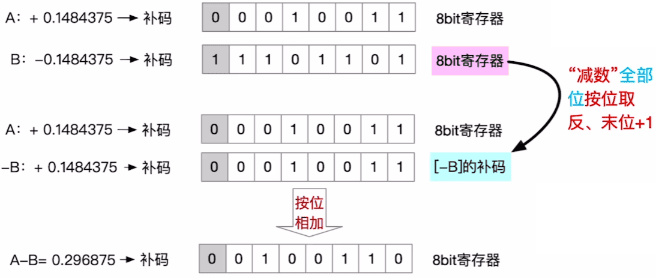 A: + 0.1484375 → 补码 0 0 0 1 0 0 1 1 8bit寄存器
B: -0.1484375 → 补码 1 1 1 0 1 1 0 1 8bit寄存器
“减数”全部
位按位取
反、末位+1
A: + 0.1484375 → 补码 0 0 0 1 0 0 1 1 8bit寄存器
-B: + 0.1484375 → 补码 0 0 0 1 0 0 1 1 [-B]的补码
按位
相加
A-B= 0.296875 → 补码 0 0 1 0 0 1 1 0 8bit寄存器